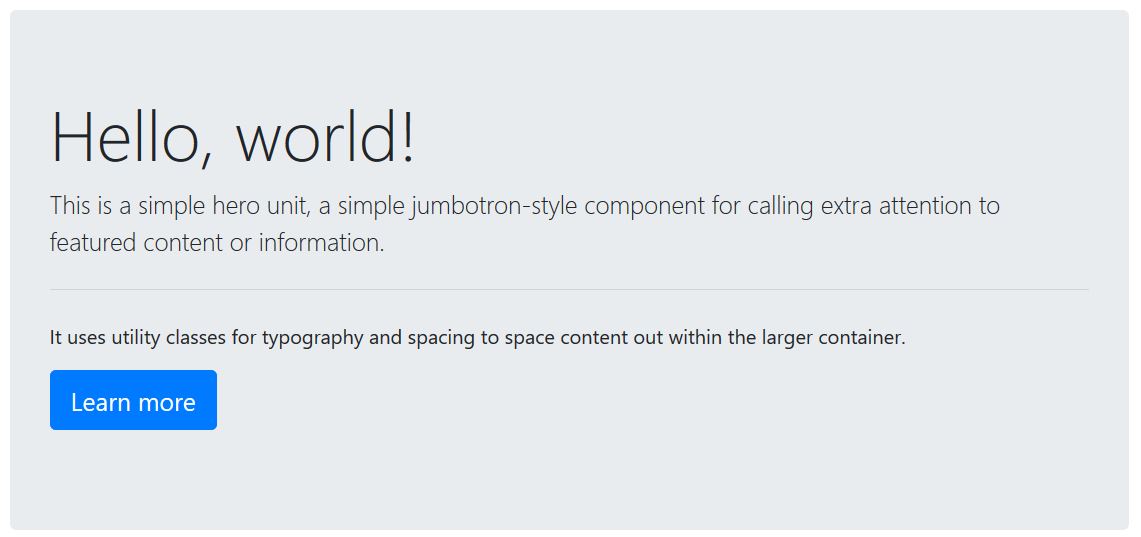 Hello, world!
This is a simple hero unit, a simple jumbotron-style component for calling extra attention to
featured content or information.
It uses utility classes for typography and spacing to space content out within the larger container.
Learn more